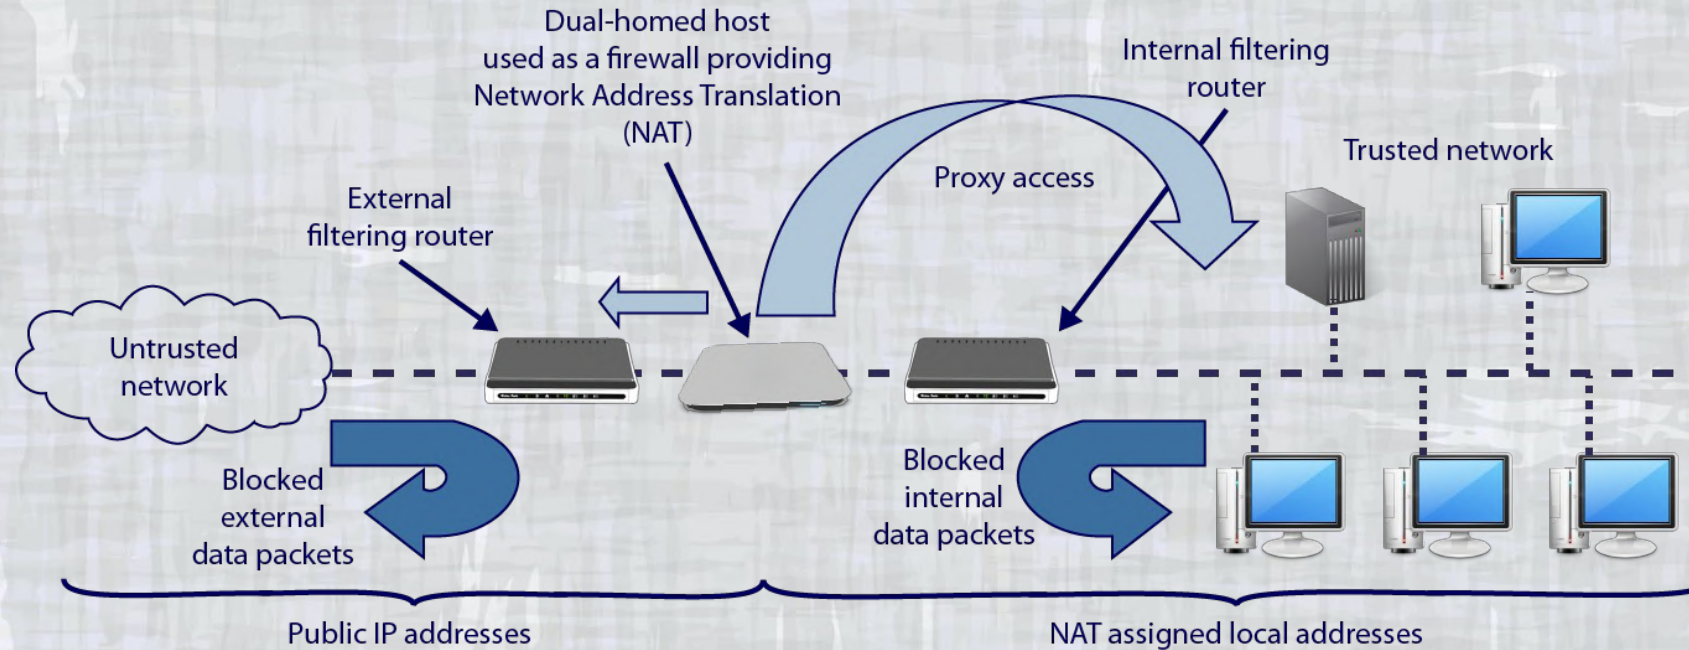 Dual-homed host
used as a firewall providing
Network Address Translation
(NAT)
Internal filtering
router
Trusted network
Proxy access
External
filtering router
Untrusted
network
Blocked
external
data packets
Blocked
internal
data packets
Public IP addresses
NAT assigned local addresses